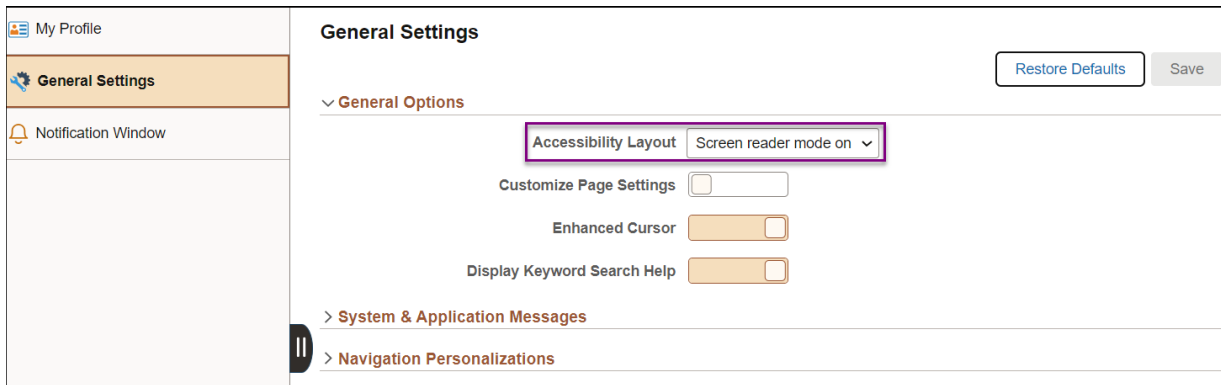 My Profile
General Settings
Notification Window
General Settings
Restore Defaults
Save
General Options
Accessibility Layout Screen reader mode on
Customize Page Settings
Enhanced Cursor
Display Keyword Search Help
System & Application Messages
Navigation Personalizations